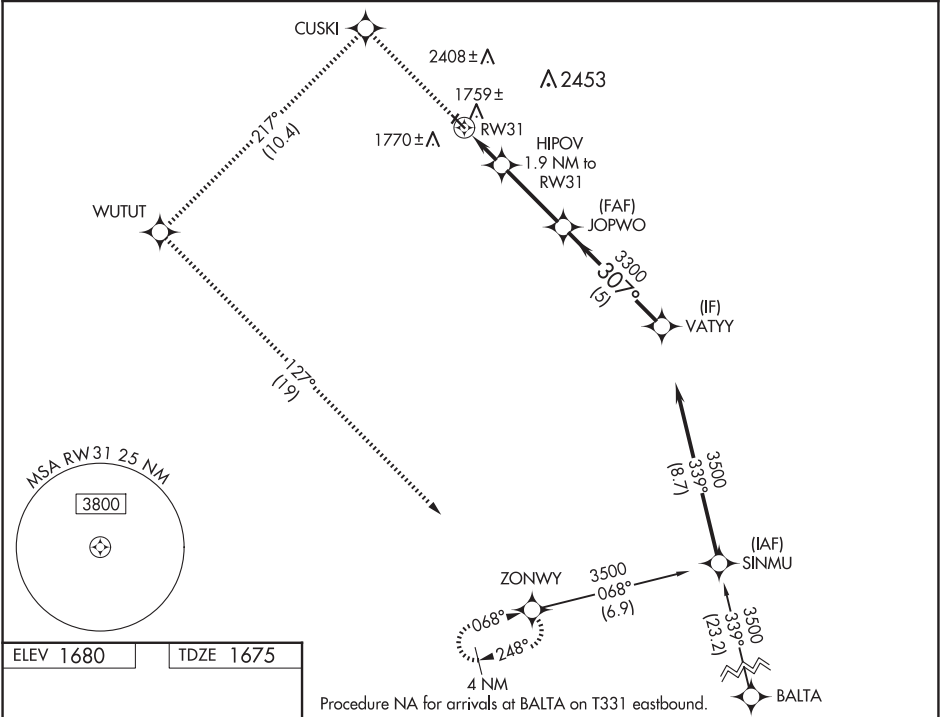 CUSKI
2408±
2453
1759±
RW31
1770±
HIPOV
1.9 NM to
RW31
217°
(10.4)
WUTUT
(FAF)
JOPWO
3300
307°
(5)
(IF)
VATYY
127°
(19)
MSA RW31 25 NM
3800
3500
339°
(8.7)
(IAF)
SINMU
ZONWY
3500
068°
(6.9)
068°
248°
4 NM
3500
339°
(23.2)
BALTA
ELEV 1680
TDZE 1675
Procedure NA for arrivals at BALTA on T331 eastbound.